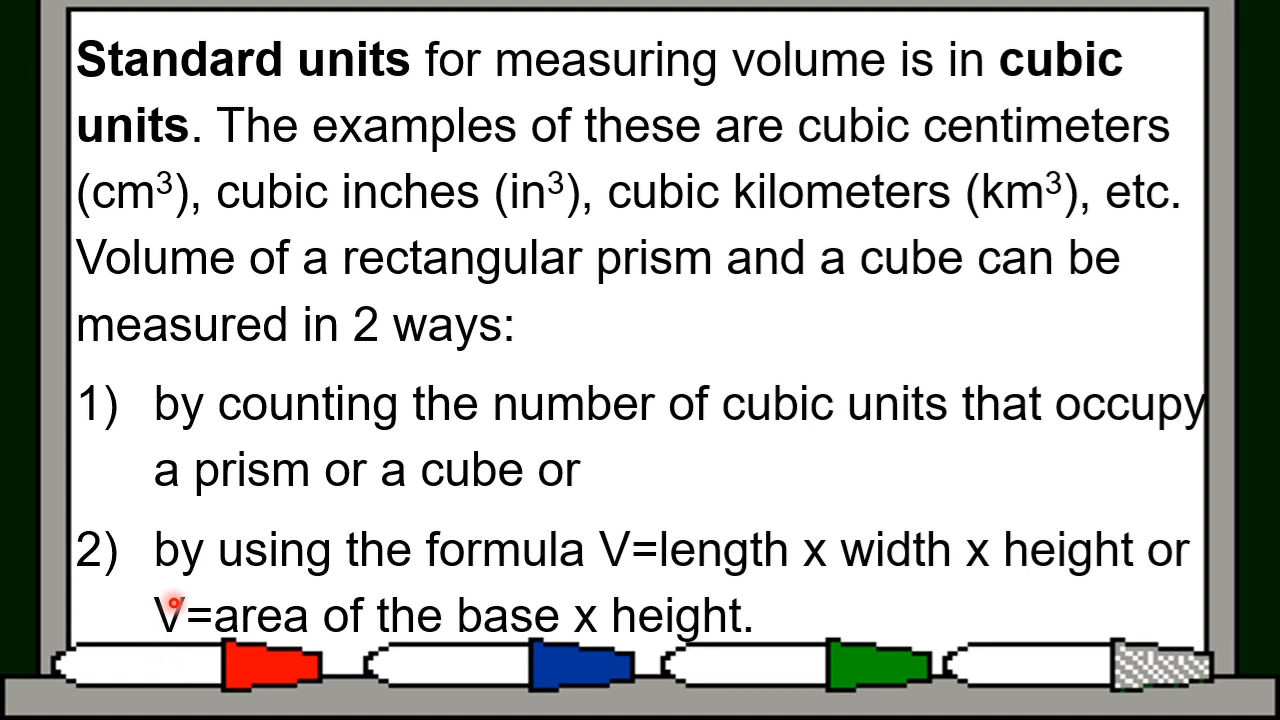 Standard units for measuring volume is in cubic
units. The examples of these are cubic centimeters
(cm³), cubic inches (in³), cubic kilometers (km³), etc.
Volume of a rectangular prism and a cube can be
measured in 2 ways:
1) by counting the number of cubic units that occupy
a prism or a cube or
2) by using the formula V=length x width x height or
V=area of the base x height.